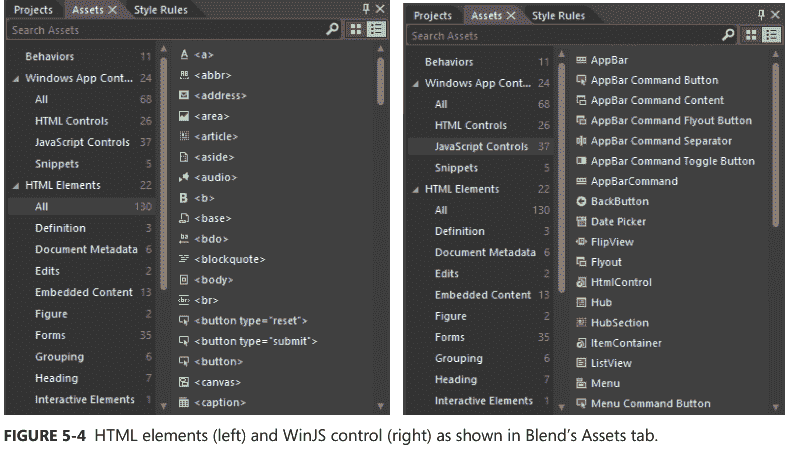 Projects Assets Style Rules
Search Assets
Behaviors 11
Windows App Cont... 24
All 68
HTML Controls 26
JavaScript Controls 37
Snippets 5
HTML Elements 22
All 130
Definition 3
Document Metadata 6
Edits 2
Embedded Content 13
Figure 2
Forms 35
Grouping 6
Heading 7
Interactive Elements 1
<a>
<abbr>
<address>
<area>
<article>
<aside>
<audio>
<b>
<base>
<bdo>
<blockquote>
<body>
<br>
<button type="reset">
<button type="submit">
<button>
<canvas>
<caption>
Projects Assets Style Rules
Search Assets
Behaviors 11
Windows App Cont... 24
All 68
HTML Controls 26
JavaScript Controls 37
Snippets 5
HTML Elements 22
All 130
Definition 3
Document Metadata 6
Edits 2
Embedded Content 13
Figure 2
Forms 35
Grouping 6
Heading 7
Interactive Elements 1
AppBar
AppBar Command Button
AppBar Command Content
AppBar Command Flyout Button
AppBar Command Separator
AppBar Command Toggle Button
AppBarCommand
BackButton
Date Picker
FlipView
Flyout
HtmlControl
Hub
HubSection
ItemContainer
ListView
Menu
Menu Command Button
FIGURE 5-4 HTML elements (left) and WinJS control (right) as shown in Blend's Assets tab.